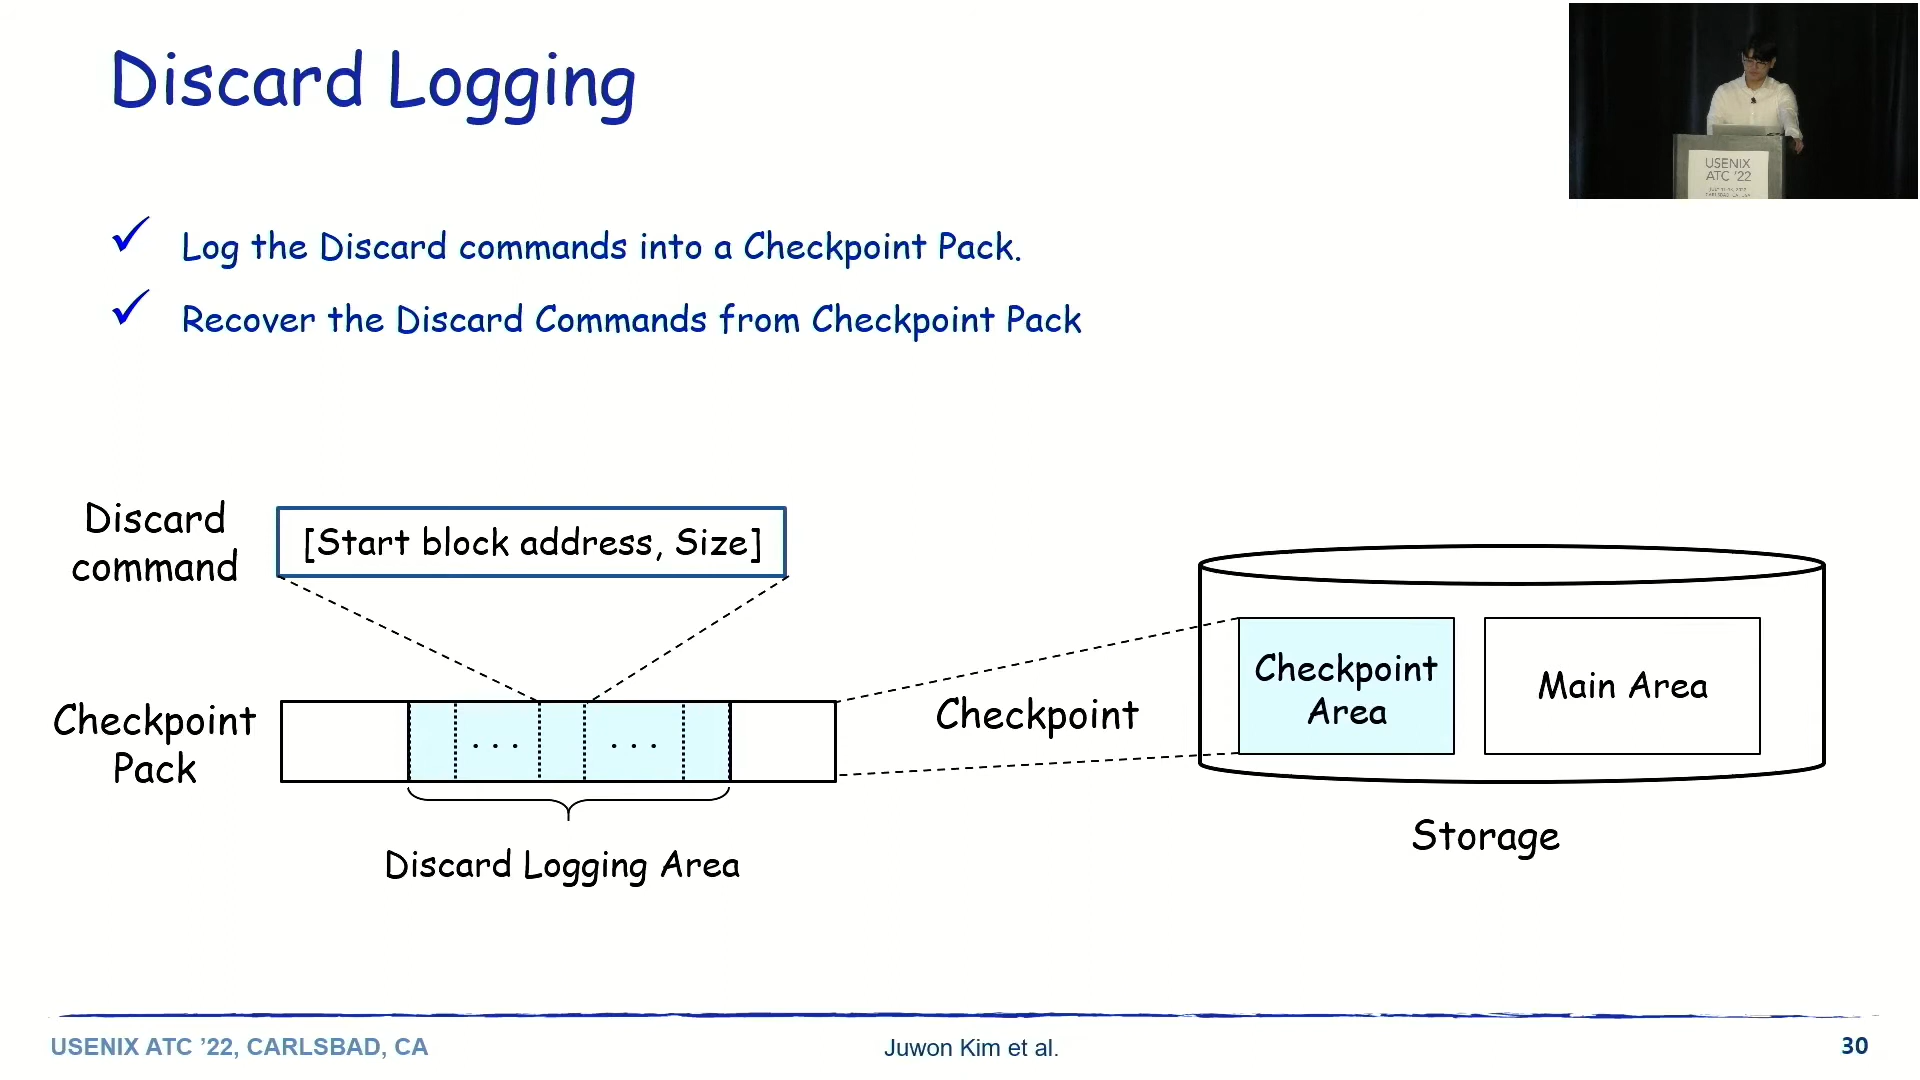 Discard Logging
USENIX
ATC '22
✓ Log the Discard commands into a Checkpoint Pack.
✓ Recover the Discard Commands from Checkpoint Pack
Discard
command
[Start block address, Size]
Checkpoint
Pack
. . .
. . .
Discard Logging Area
Checkpoint
Checkpoint
Area
Main Area
Storage
USENIX ATC ’22, CARLSBAD, CA
Juwon Kim et al.
30